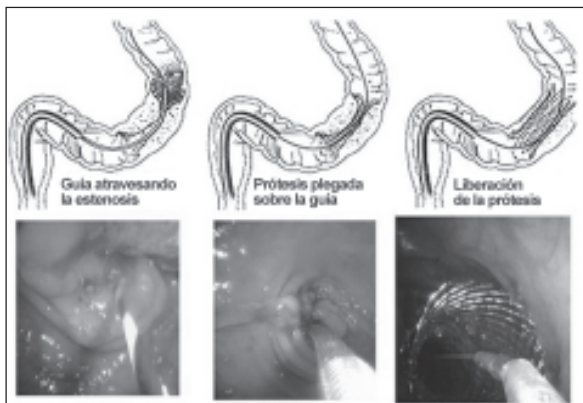 Guía atravesando
la estenosis
Prótesis plegada
sobre la guía
Liberación
de la prótesis